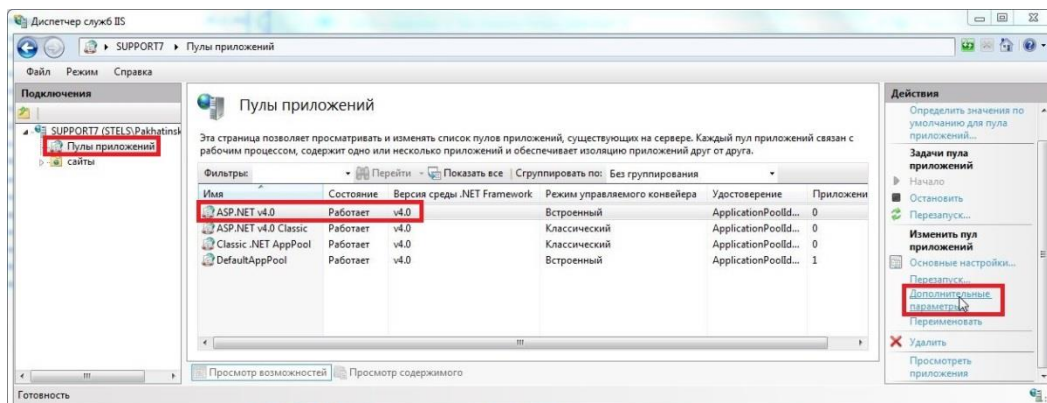 Диспетчер служб IIS
SUPPORT7 Пулы приложений
Файл Режим Справка
Подключения
SUPPORT7 (STELS\Pakhatinsk
Пулы приложений
сайты
Пулы приложений
Эта страница позволяет просматривать и изменять список пулов приложений, существующих на сервере. Каждый пул приложений связан с
рабочим процессом, содержит одно или несколько приложений и обеспечивает изоляцию приложений друг от друга.
Фильтры: Перейти Показать все Сгруппировать по: Без группирования
Имя Состояние Версия среды .NET Framework Режим управляемого конвейера Удостоверение Приложени
ASP.NET v4.0 Работает v4.0 Встроенный ApplicationPoolId... 0
ASP.NET v4.0 Classic Работает v4.0 Классический ApplicationPoolId... 0
Classic .NET AppPool Работает v4.0 Классический ApplicationPoolId... 0
DefaultAppPool Работает v4.0 Встроенный ApplicationPoolId... 1
Просмотр возможностей Просмотр содержимого
Действия
Определить значения по
умолчанию для пула
приложений...
Задачи пула
приложений
Начало
Остановить
Перезапуск...
Изменить пул
приложений
Основные настройки...
Перезапуск...
Дополнительные
параметры
Переименовать
Удалить
Просмотреть
приложения
Готовность